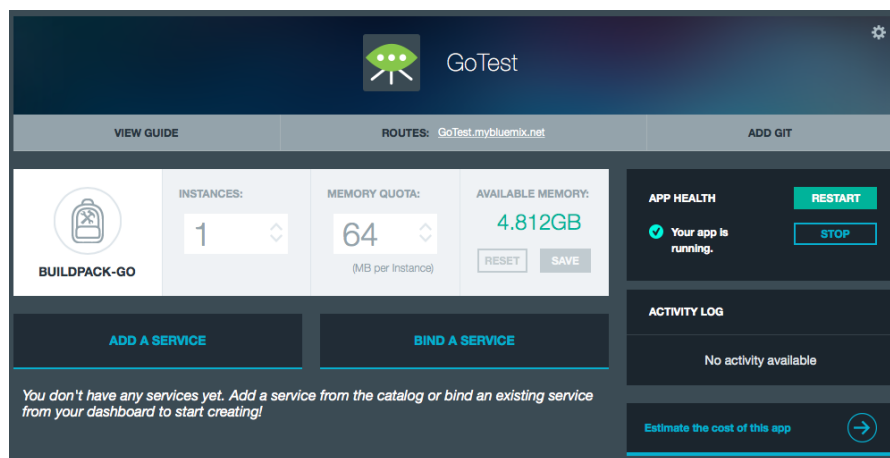 GoTest
VIEW GUIDE
ROUTES: GoTest.mybluemix.net
ADD GIT
BUILDPACK-GO
INSTANCES:
1
MEMORY QUOTA:
64
(MB per Instance)
AVAILABLE MEMORY:
4.812GB
RESET
SAVE
APP HEALTH
RESTART
Your app is
running.
STOP
ADD A SERVICE
BIND A SERVICE
You don't have any services yet. Add a service from the catalog or bind an existing service
from your dashboard to start creating!
ACTIVITY LOG
No activity available
Estimate the cost of this app